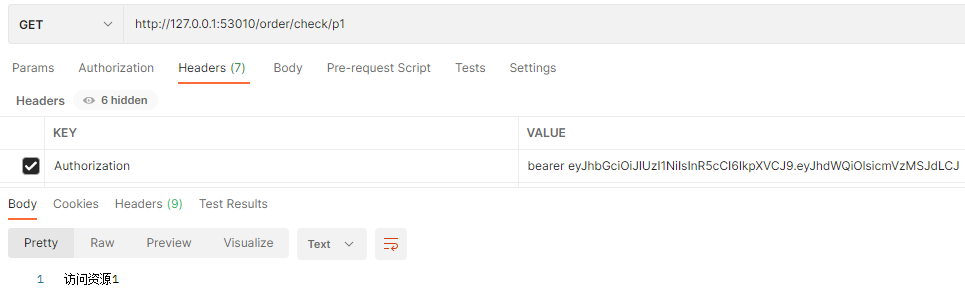 GET http://127.0.0.1:53010/order/check/p1
Params Authorization Headers (7) Body Pre-request Script Tests Settings
Headers 6 hidden
KEY VALUE
Authorization bearer eyJhbGciOiJIUzI1NiIsInR5cCI6IkpXVCJ9.eyJhdWQiOlsicmVzMSJdLCJ
Body Cookies Headers (9) Test Results
Pretty Raw Preview Visualize Text
1 访问资源1